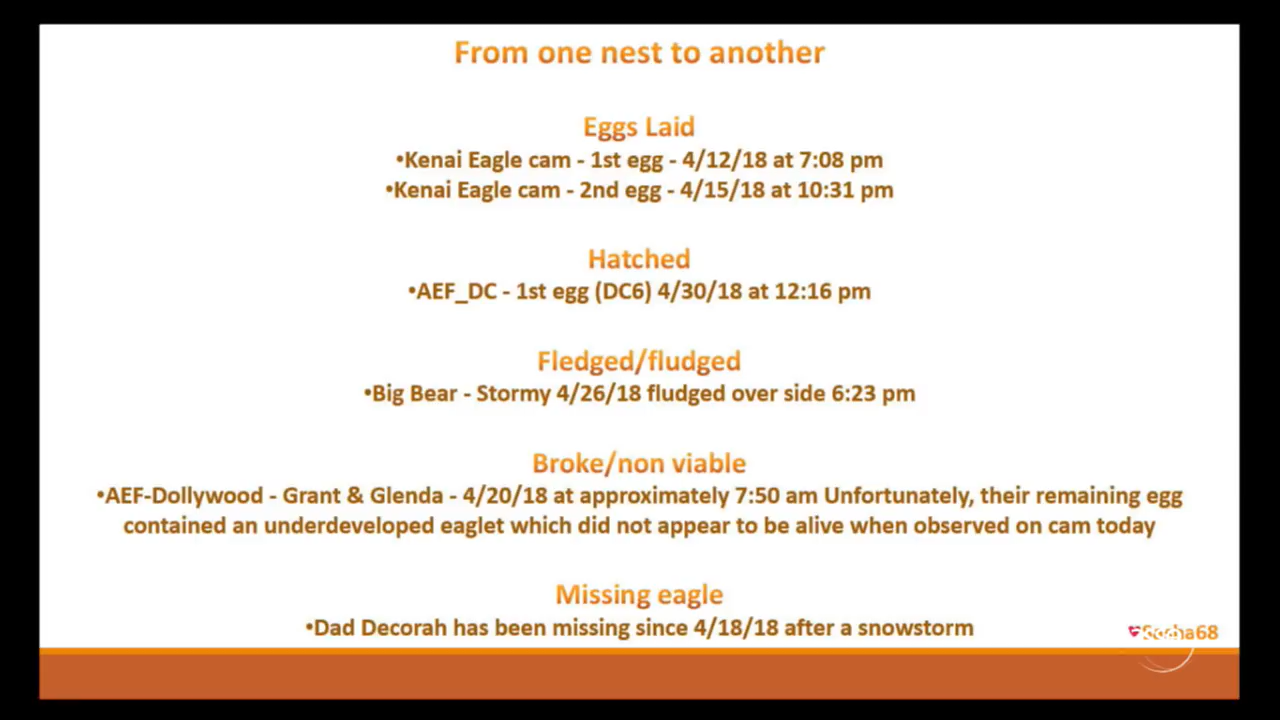 From one nest to another
Eggs Laid
•Kenai Eagle cam - 1st egg - 4/12/18 at 7:08 pm
•Kenai Eagle cam - 2nd egg - 4/15/18 at 10:31 pm
Hatched
•AEF_DC - 1st egg (DC6) 4/30/18 at 12:16 pm
Fledged/fludged
•Big Bear - Stormy 4/26/18 fludged over side 6:23 pm
Broke/non viable
•AEF-Dollywood - Grant & Glenda - 4/20/18 at approximately 7:50 am Unfortunately, their remaining egg
contained an underdeveloped eaglet which did not appear to be alive when observed on cam today
Missing eagle
•Dad Decorah has been missing since 4/18/18 after a snowstorm